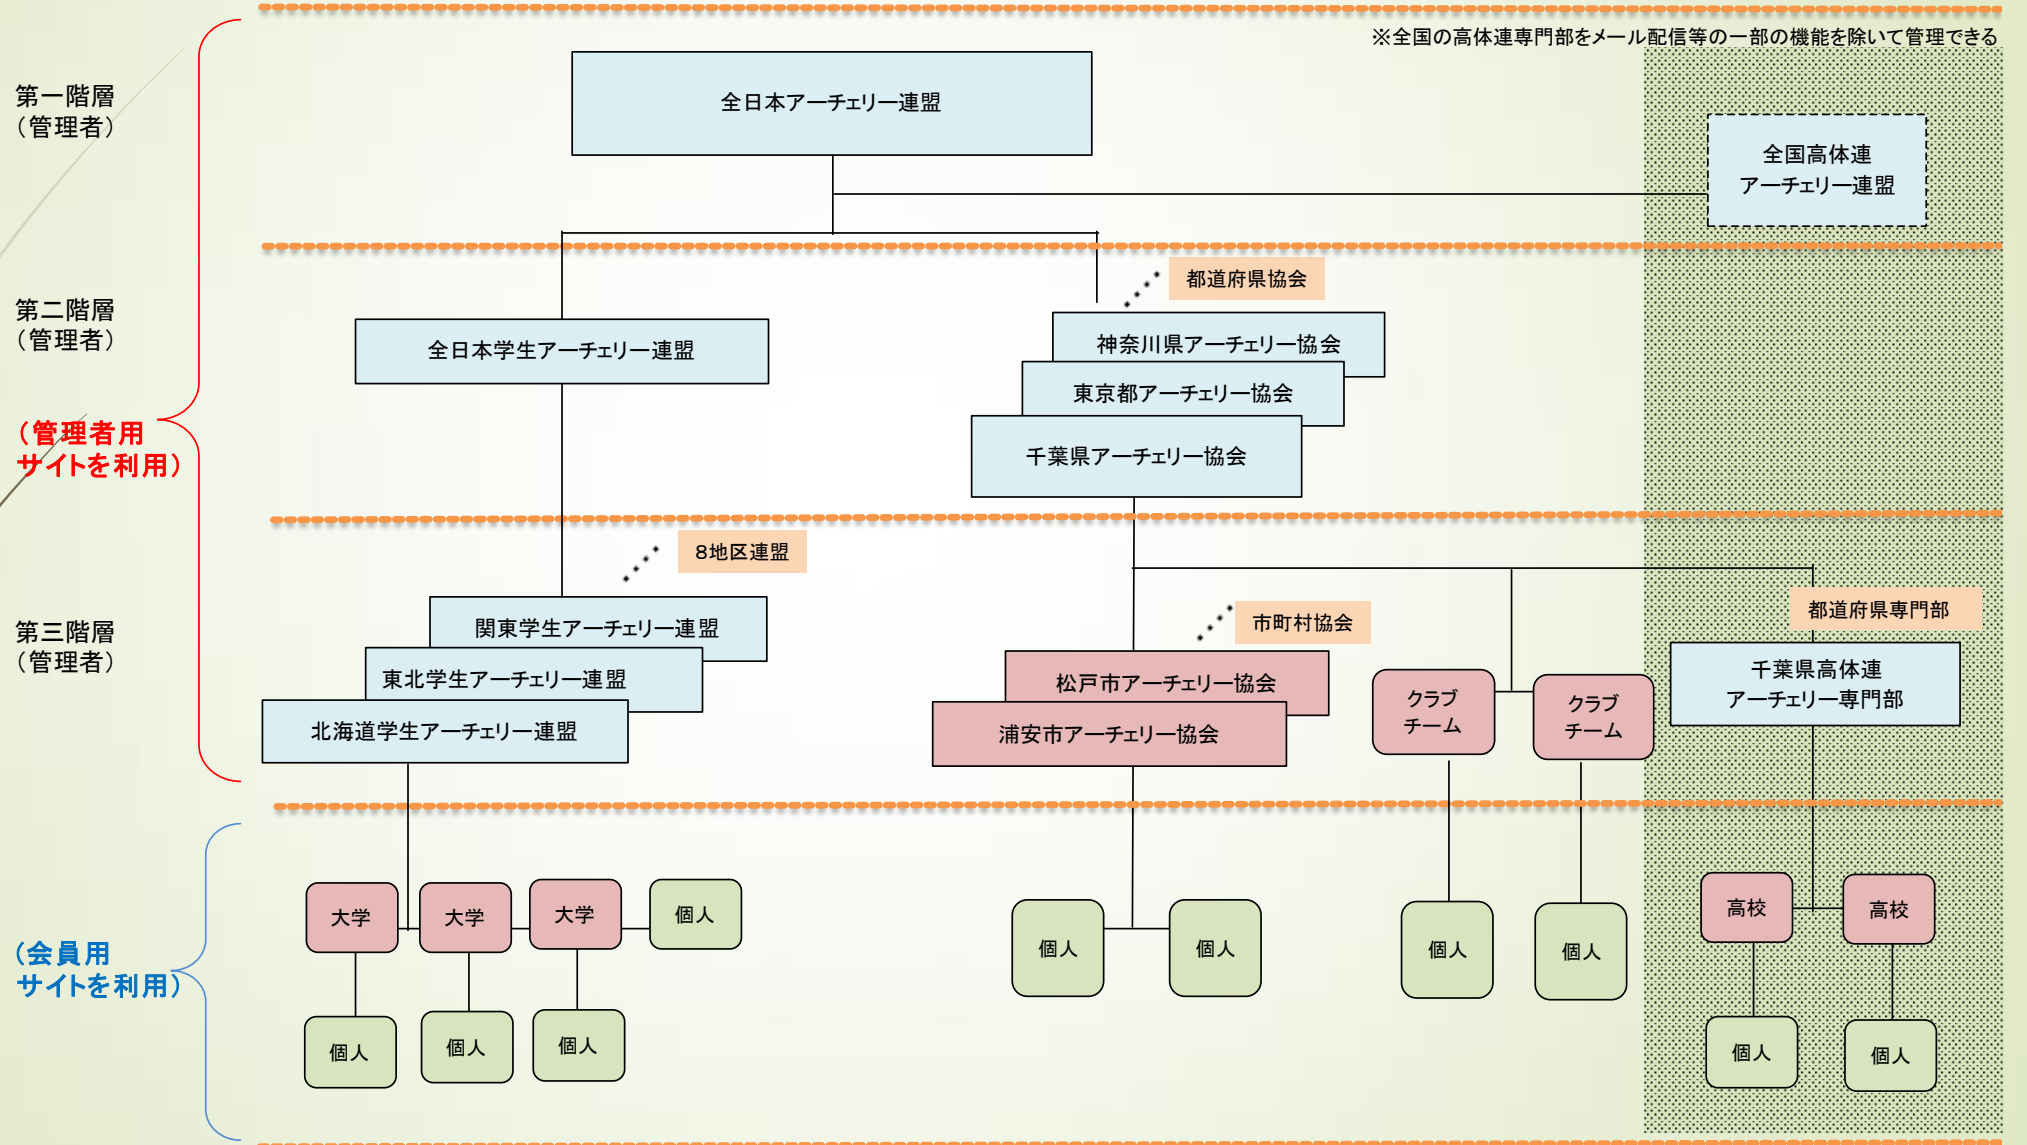 ※全国の高体連専門部をメール配信等の一部の機能を除いて管理できる
第一階層
（管理者）
全日本アーチェリー連盟
全国高体連
アーチェリー連盟
第二階層
（管理者）
都道府県協会
全日本学生アーチェリー連盟
神奈川県アーチェリー協会
東京都アーチェリー協会
千葉県アーチェリー協会
（管理者用
サイトを利用）
第三階層
（管理者）
8地区連盟
関東学生アーチェリー連盟
東北学生アーチェリー連盟
北海道学生アーチェリー連盟
市町村協会
松戸市アーチェリー協会
浦安市アーチェリー協会
クラブ
チーム
クラブ
チーム
都道府県専門部
千葉県高体連
アーチェリー専門部
（会員用
サイトを利用）
大学
大学
大学
個人
個人
個人
個人
個人
個人
個人
個人
高校
高校
個人
個人